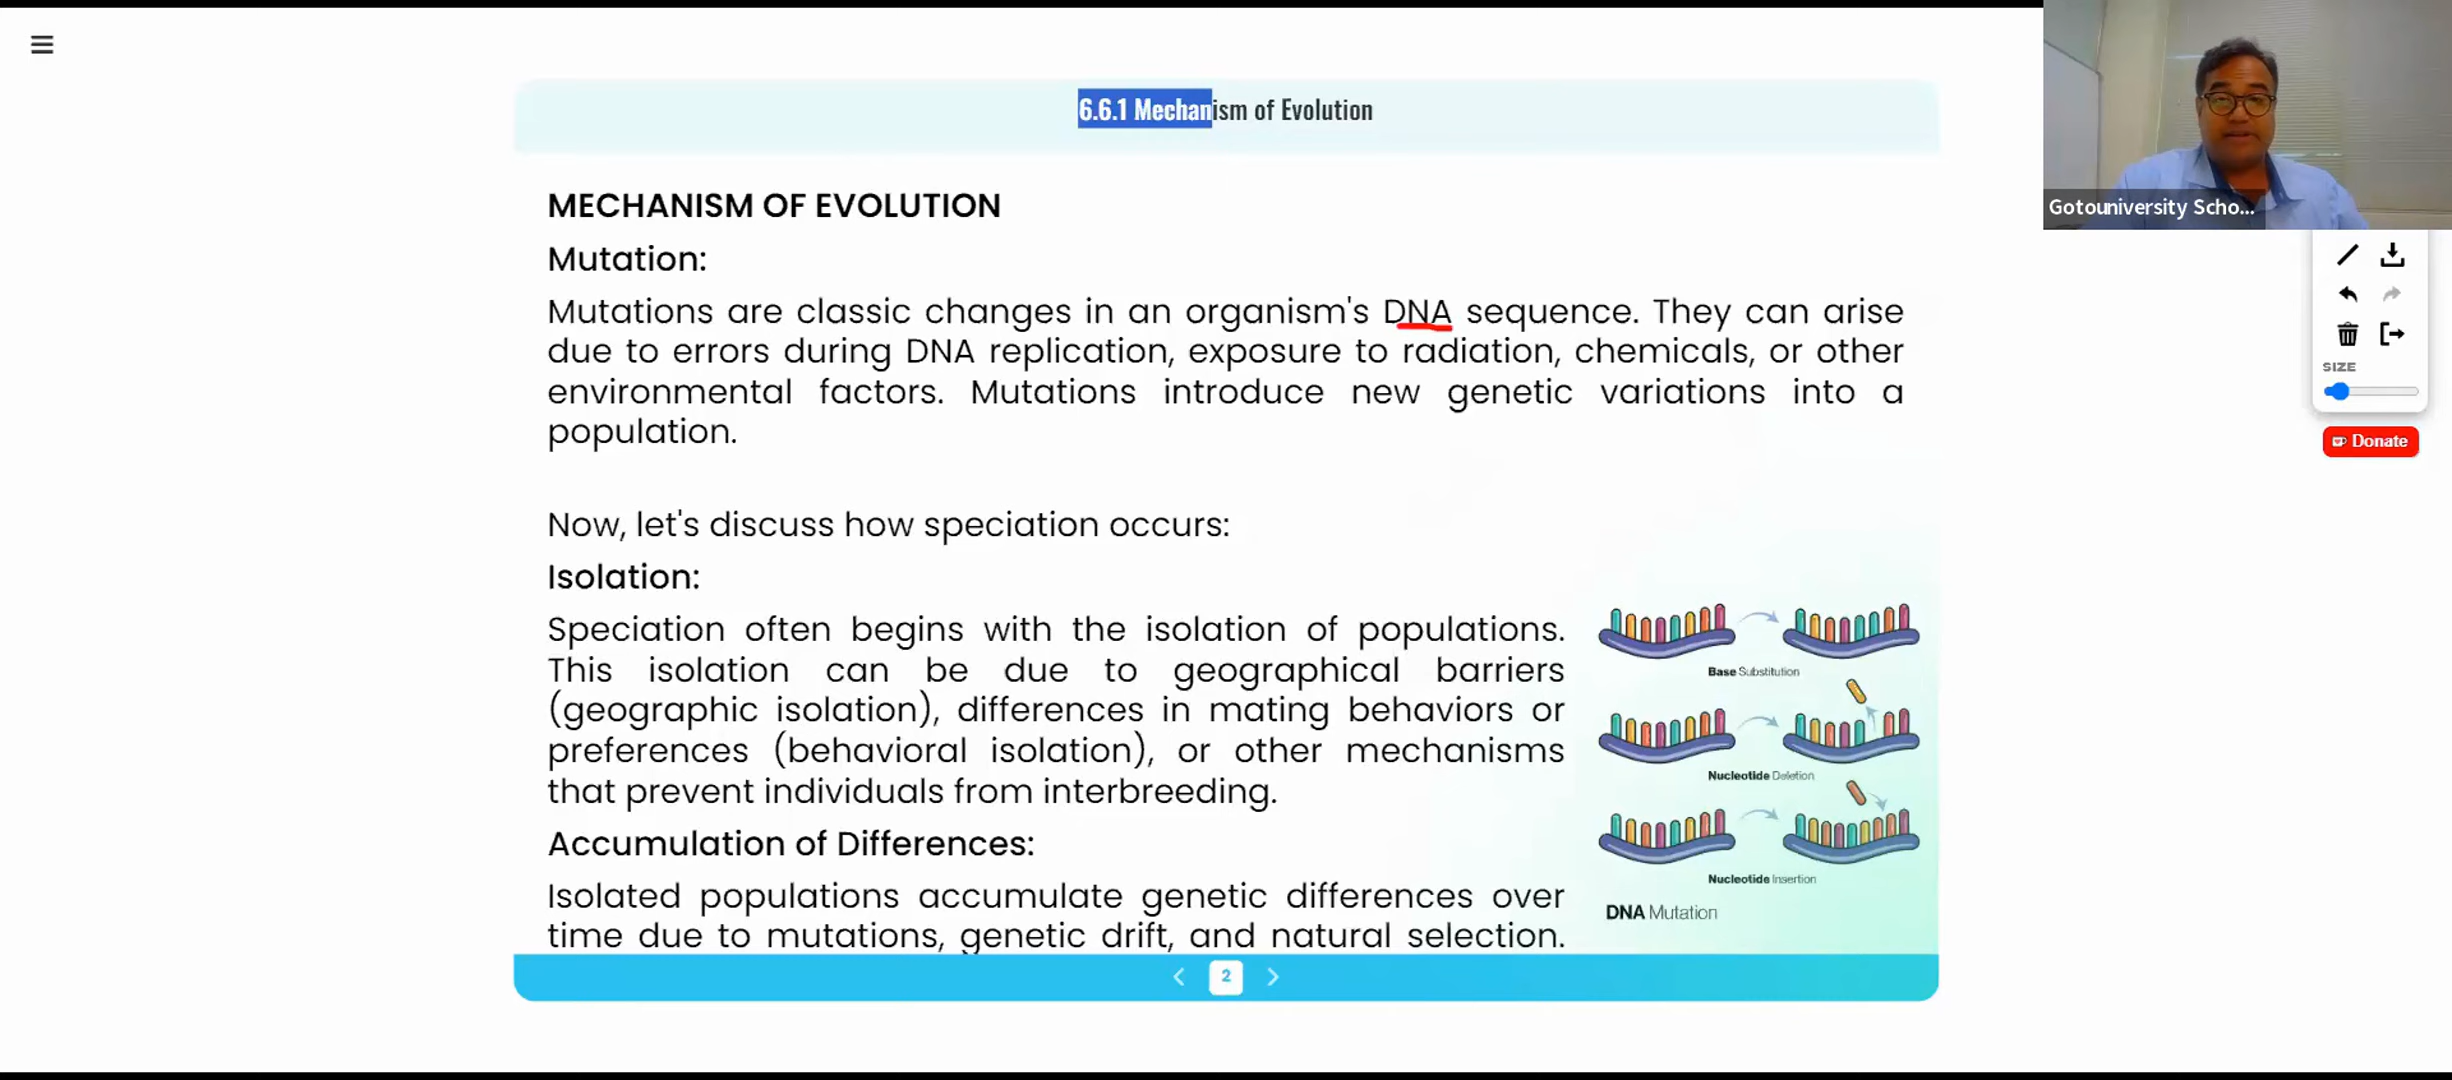 6.6.1 Mechanism of Evolution
Gotouniversity Scho...
MECHANISM OF EVOLUTION
Mutation:
Mutations are classic changes in an organism's DNA sequence. They can arise
due to errors during DNA replication, exposure to radiation, chemicals, or other
environmental factors. Mutations introduce new genetic variations into a
population.
SIZE
Donate
Now, let's discuss how speciation occurs:
Isolation:
Speciation often begins with the isolation of populations.
This isolation can be due to geographical barriers
(geographic isolation), differences in mating behaviors or
preferences (behavioral isolation), or other mechanisms
that prevent individuals from interbreeding.
Accumulation of Differences:
Isolated populations accumulate genetic differences over
time due to mutations, genetic drift, and natural selection.
Base Substitution
Nucleotide Deletion
Nucleotide Insertion
DNA Mutation
2